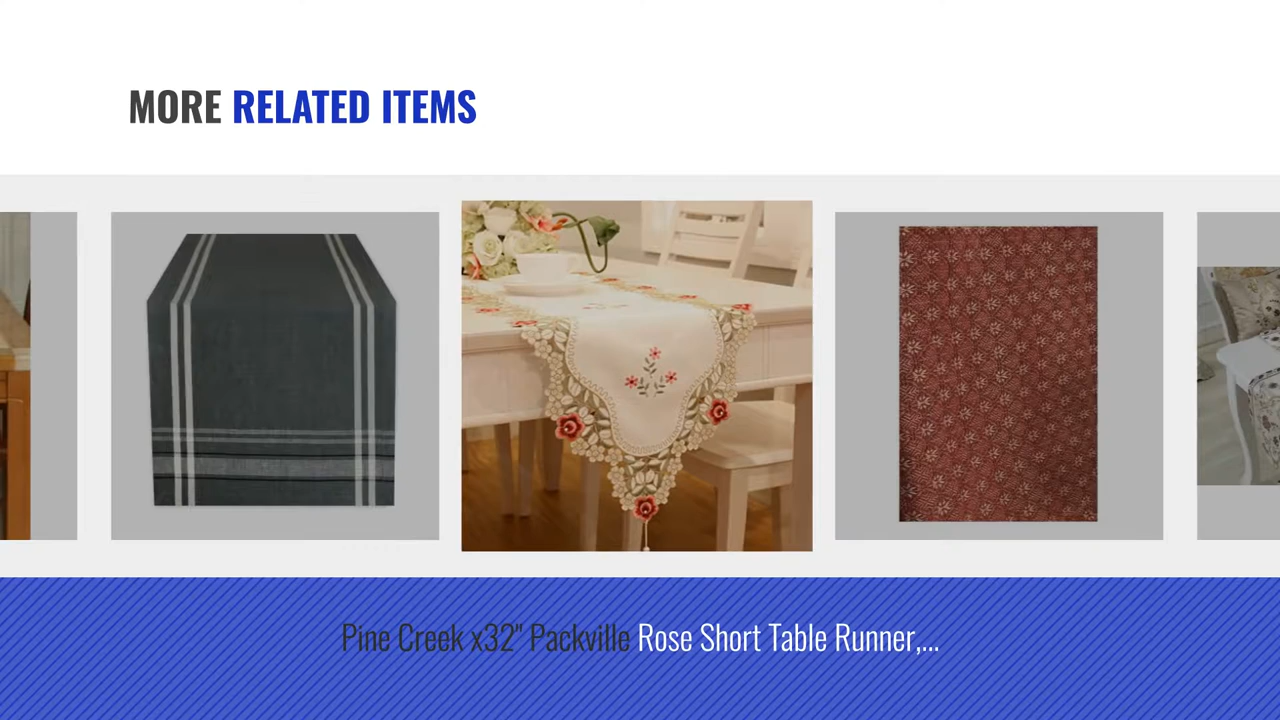 MORE RELATED ITEMS
Pine Creek x32" Packville Rose Short Table Runner,...